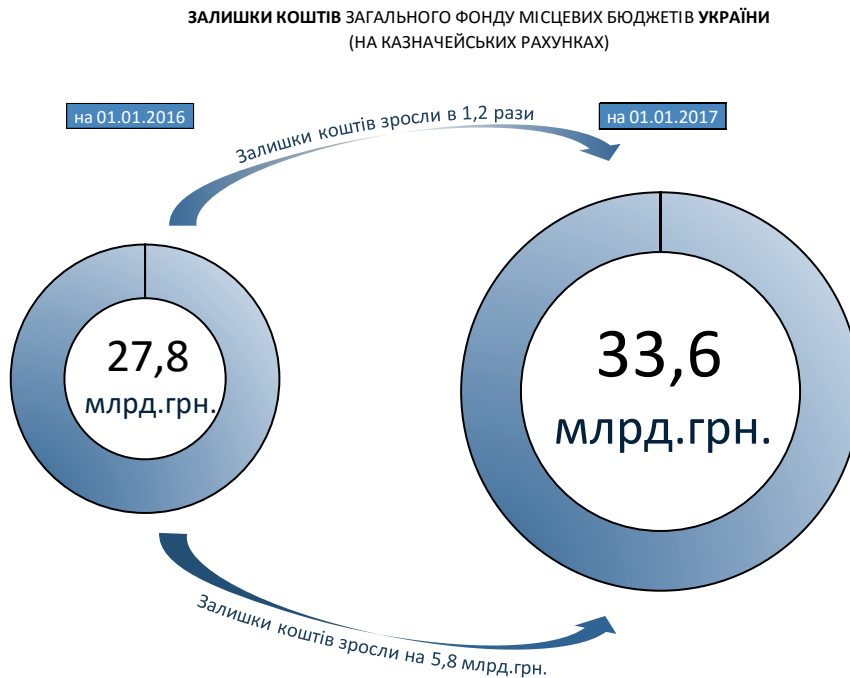 ЗАЛИШКИ КОШТІВ ЗАГАЛЬНОГО ФОНДУ МІСЦЕВИХ БЮДЖЕТІВ УКРАЇНИ
(НА КАЗНАЧЕЙСЬКИХ РАХУНКАХ)
на 01.01.2016
Залишки коштів зросли в 1,2 рази
на 01.01.2017
27,8
млрд.грн.
33,6
млрд.грн.
Залишки коштів зросли на 5,8 млрд.грн.